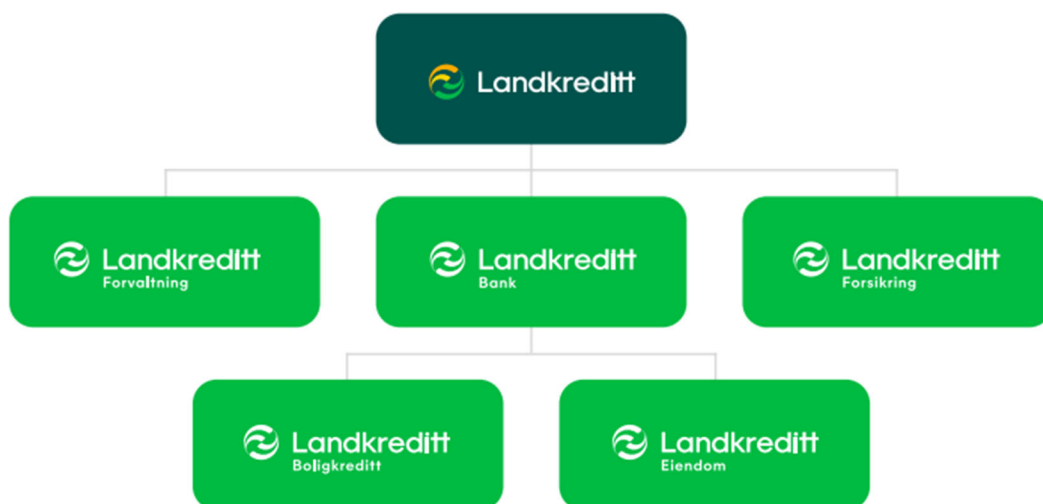 Landkreditt
Landkreditt
Forvaltning
Landkreditt
Bank
Landkreditt
Forsikring
Landkreditt
Boligkreditt
Landkreditt
Eiendom